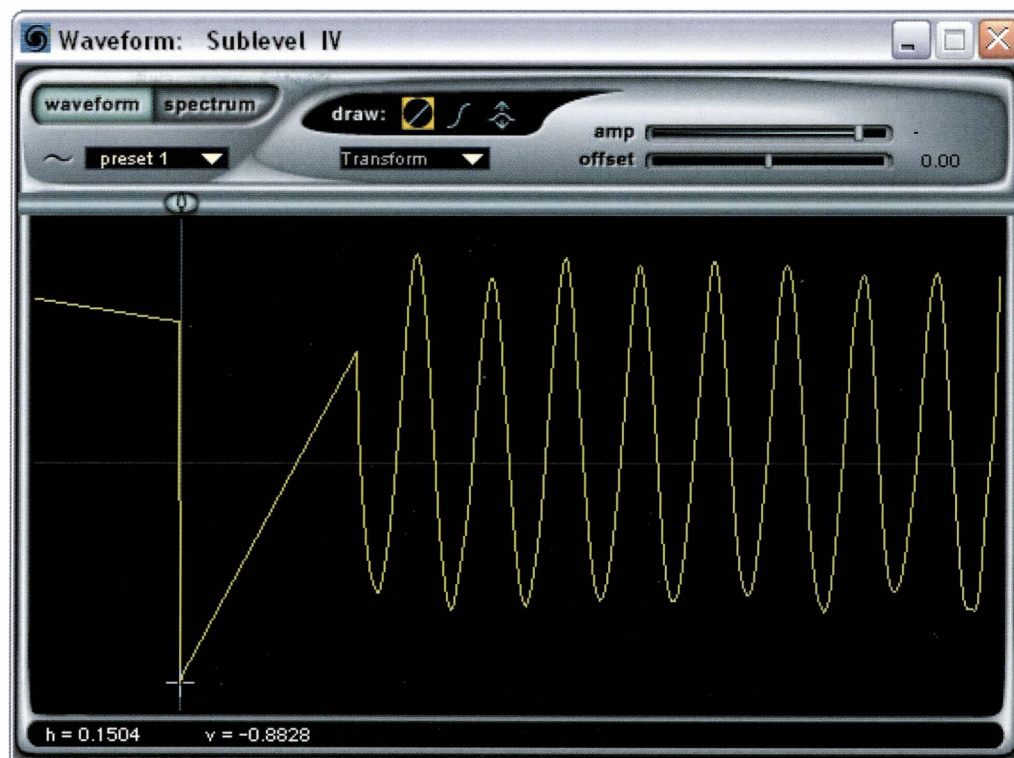 Waveform: Sublevel IV
waveform spectrum
draw:
amp -
preset 1
Transform
offset 0.00
h = 0.1504 v = -0.8828